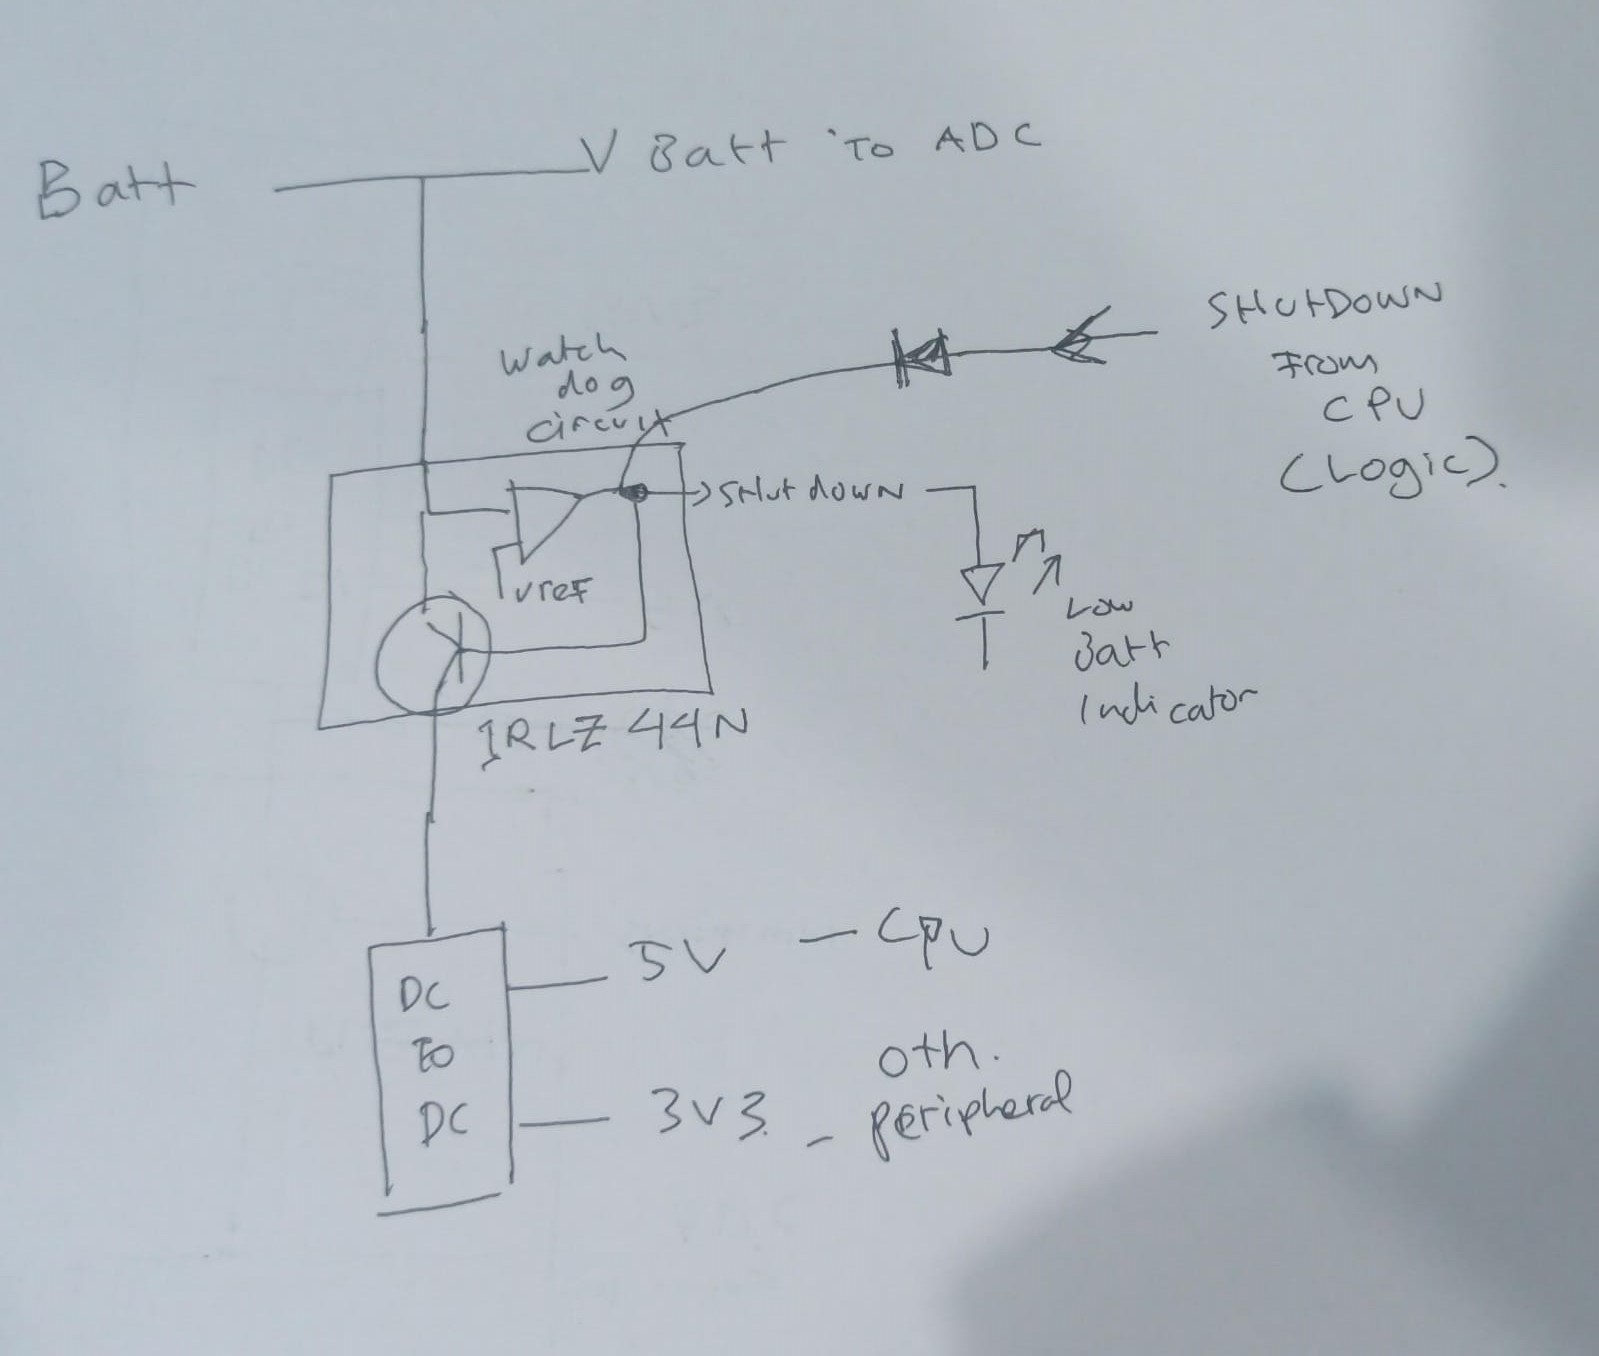 Batt
V Batt To ADC
SHutDOWN
From
CPU
(Logic).
Watch
dog
circuit
SHut doWN
vref
Low
Batt
Indicator
IRLZ 44N
DC
to
DC
5V - CPU
oth.
3V3. - peripheral